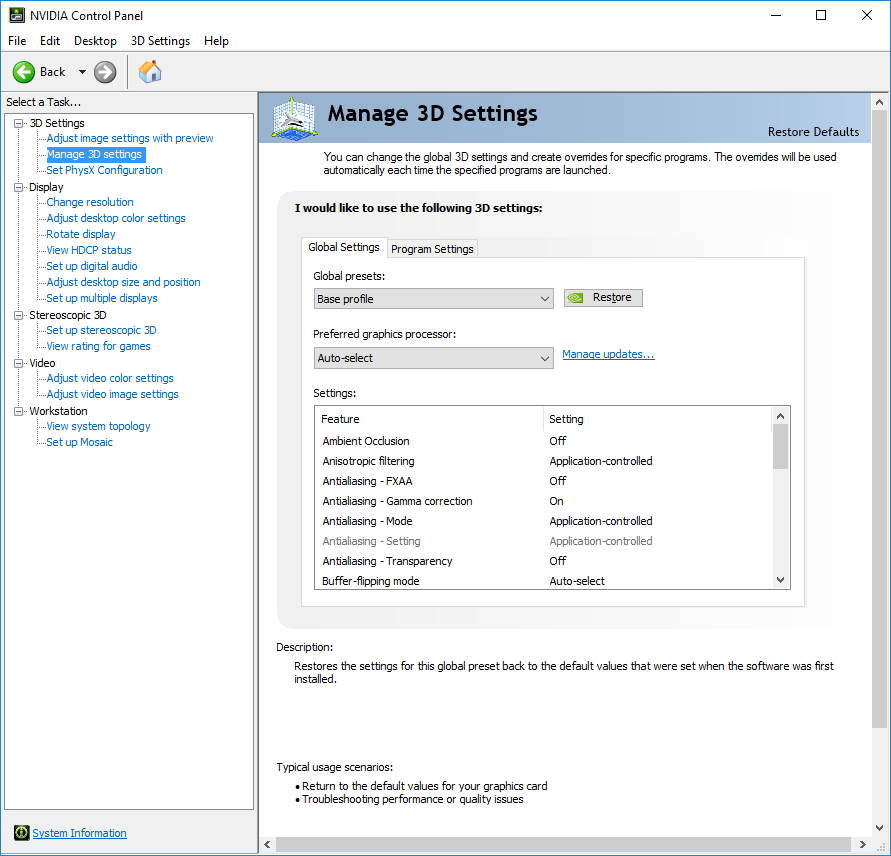 NVIDIA Control Panel
File Edit Desktop 3D Settings Help
Back
Select a Task...
3D Settings
Adjust image settings with preview
Manage 3D settings
Set PhysX Configuration
Display
Change resolution
Adjust desktop color settings
Rotate display
View HDCP status
Set up digital audio
Adjust desktop size and position
Set up multiple displays
Stereoscopic 3D
Set up stereoscopic 3D
View rating for games
Video
Adjust video color settings
Adjust video image settings
Workstation
View system topology
Set up Mosaic
System Information
Manage 3D Settings
Restore Defaults
You can change the global 3D settings and create overrides for specific programs. The overrides will be used
automatically each time the specified programs are launched.
I would like to use the following 3D settings:
Global Settings Program Settings
Global presets:
Base profile Restore
Preferred graphics processor:
Auto-select Manage updates...
Settings:
Feature Setting
Ambient Occlusion Off
Anisotropic filtering Application-controlled
Antialiasing - FXAA Off
Antialiasing - Gamma correction On
Antialiasing - Mode Application-controlled
Antialiasing - Setting Application-controlled
Antialiasing - Transparency Off
Buffer-flipping mode Auto-select
Description:
Restores the settings for this global preset back to the default values that were set when the software was first
installed.
Typical usage scenarios:
• Return to the default values for your graphics card
• Troubleshooting performance or quality issues